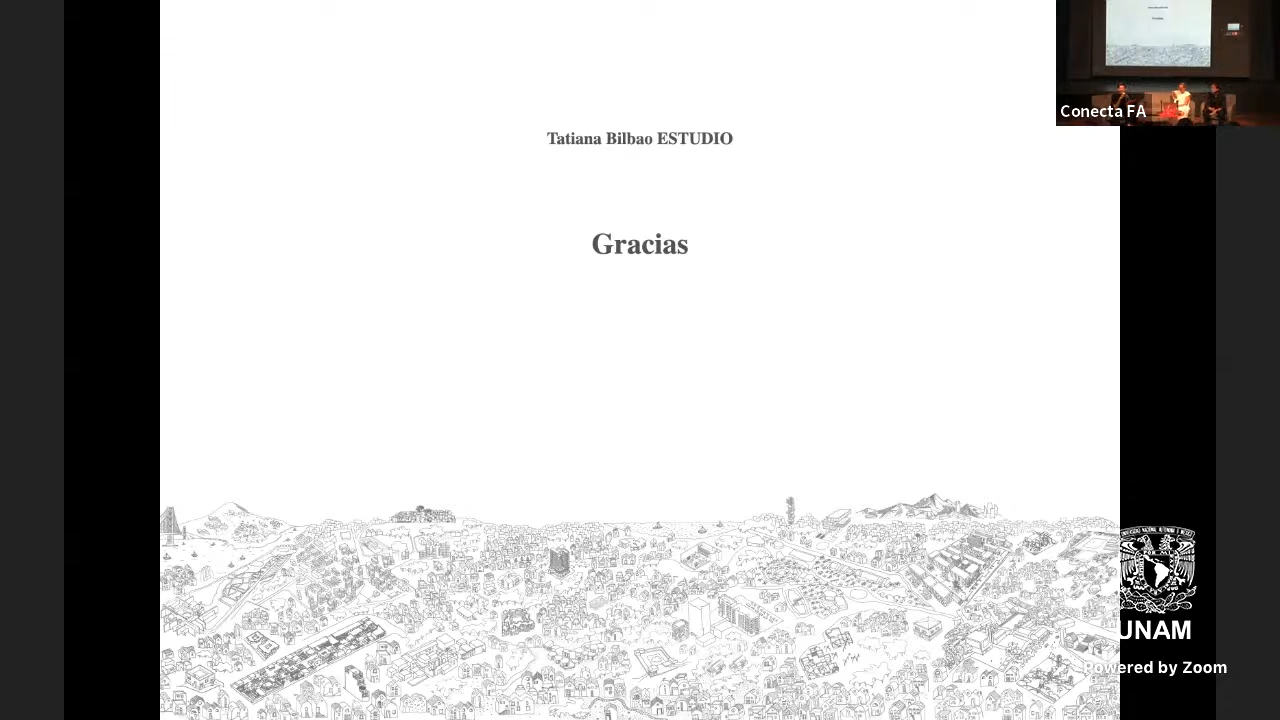 Tatiana Bilbao ESTUDIO
Gracias
Conecta FA
UNAM
Powered by Zoom